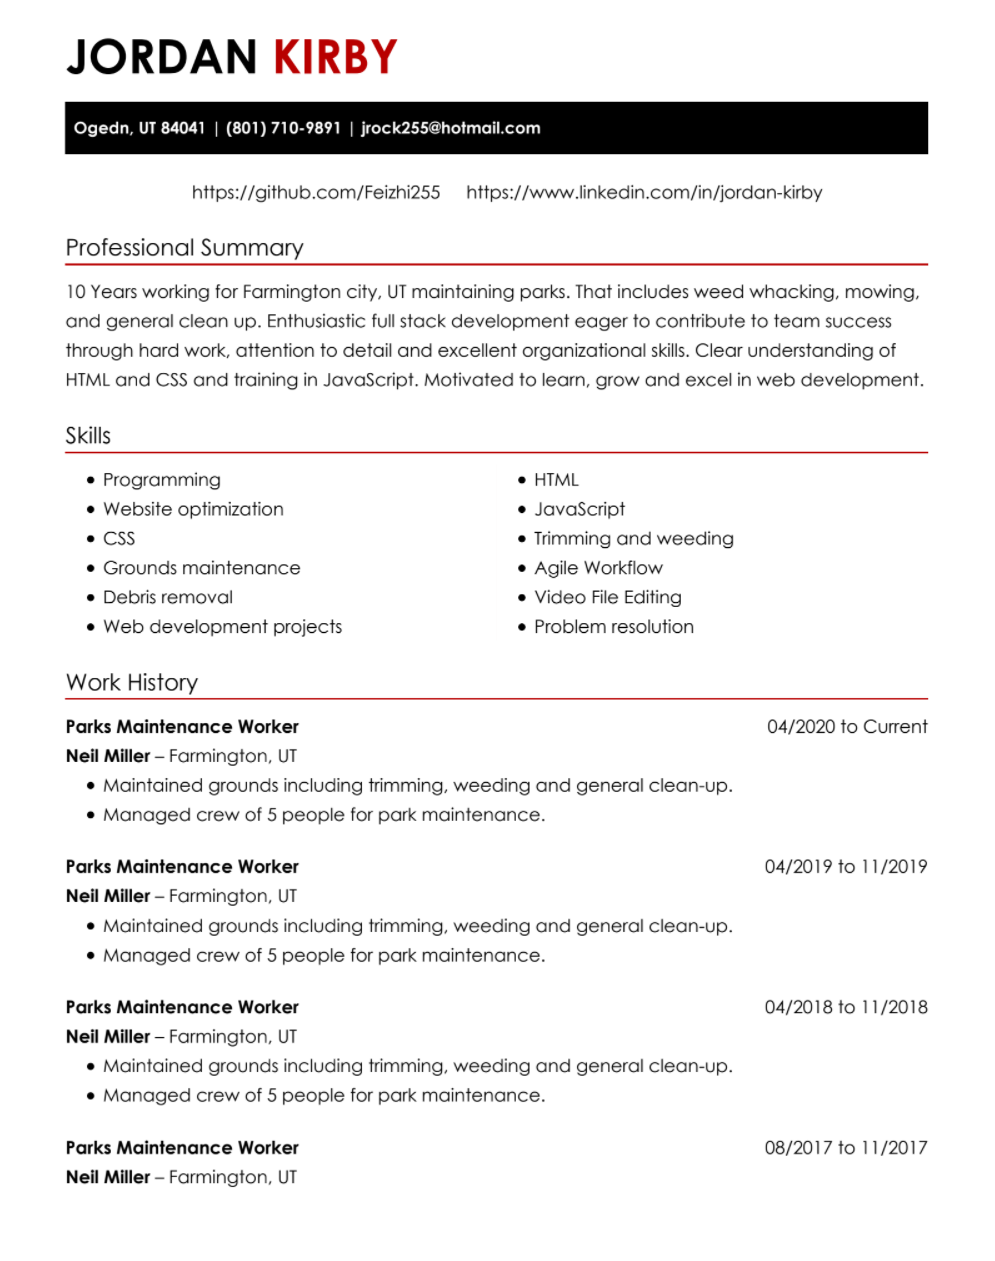 JORDAN KIRBY
Ogedn, UT 84041 | (801) 710-9891 | jrock255@hotmail.com
https://github.com/Feizhi255 https://www.linkedin.com/in/jordan-kirby
Professional Summary
10 Years working for Farmington city, UT maintaining parks. That includes weed whacking, mowing,
and general clean up. Enthusiastic full stack development eager to contribute to team success
through hard work, attention to detail and excellent organizational skills. Clear understanding of
HTML and CSS and training in JavaScript. Motivated to learn, grow and excel in web development.
Skills
• Programming
• Website optimization
• CSS
• Grounds maintenance
• Debris removal
• Web development projects
• HTML
• JavaScript
• Trimming and weeding
• Agile Workflow
• Video File Editing
• Problem resolution
Work History
Parks Maintenance Worker 04/2020 to Current
Neil Miller – Farmington, UT
• Maintained grounds including trimming, weeding and general clean-up.
• Managed crew of 5 people for park maintenance.
Parks Maintenance Worker 04/2019 to 11/2019
Neil Miller – Farmington, UT
• Maintained grounds including trimming, weeding and general clean-up.
• Managed crew of 5 people for park maintenance.
Parks Maintenance Worker 04/2018 to 11/2018
Neil Miller – Farmington, UT
• Maintained grounds including trimming, weeding and general clean-up.
• Managed crew of 5 people for park maintenance.
Parks Maintenance Worker 08/2017 to 11/2017
Neil Miller – Farmington, UT